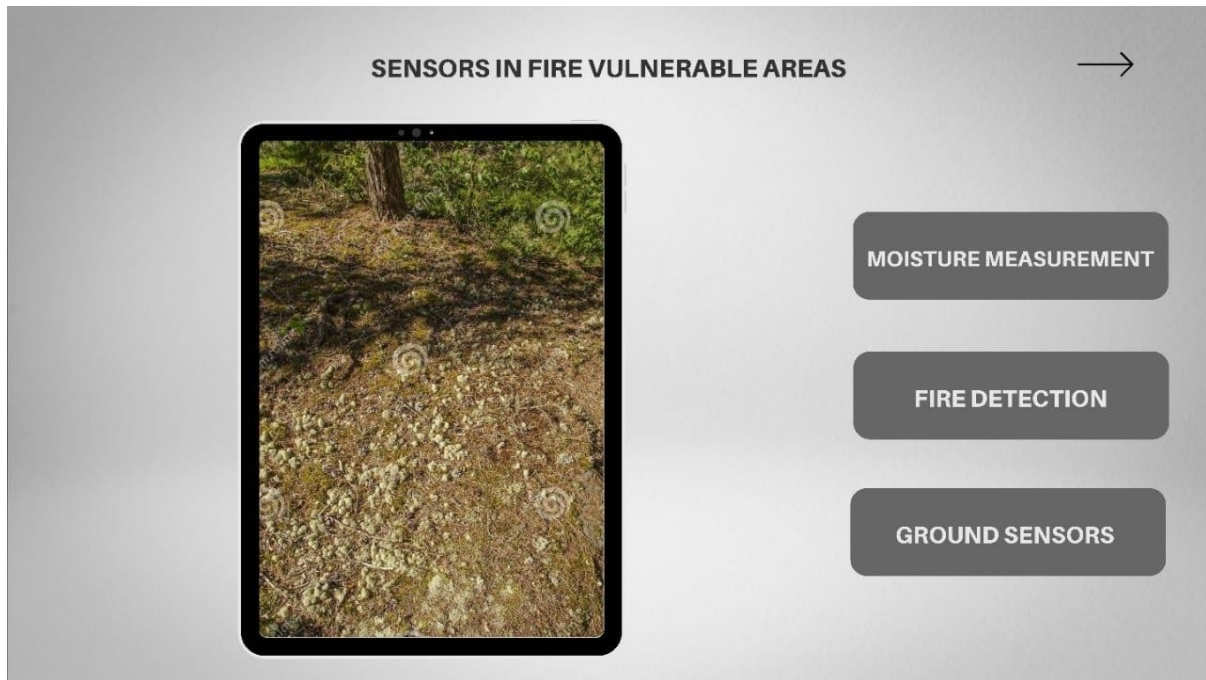 SENSORS IN FIRE VULNERABLE AREAS
MOISTURE MEASUREMENT
FIRE DETECTION
GROUND SENSORS